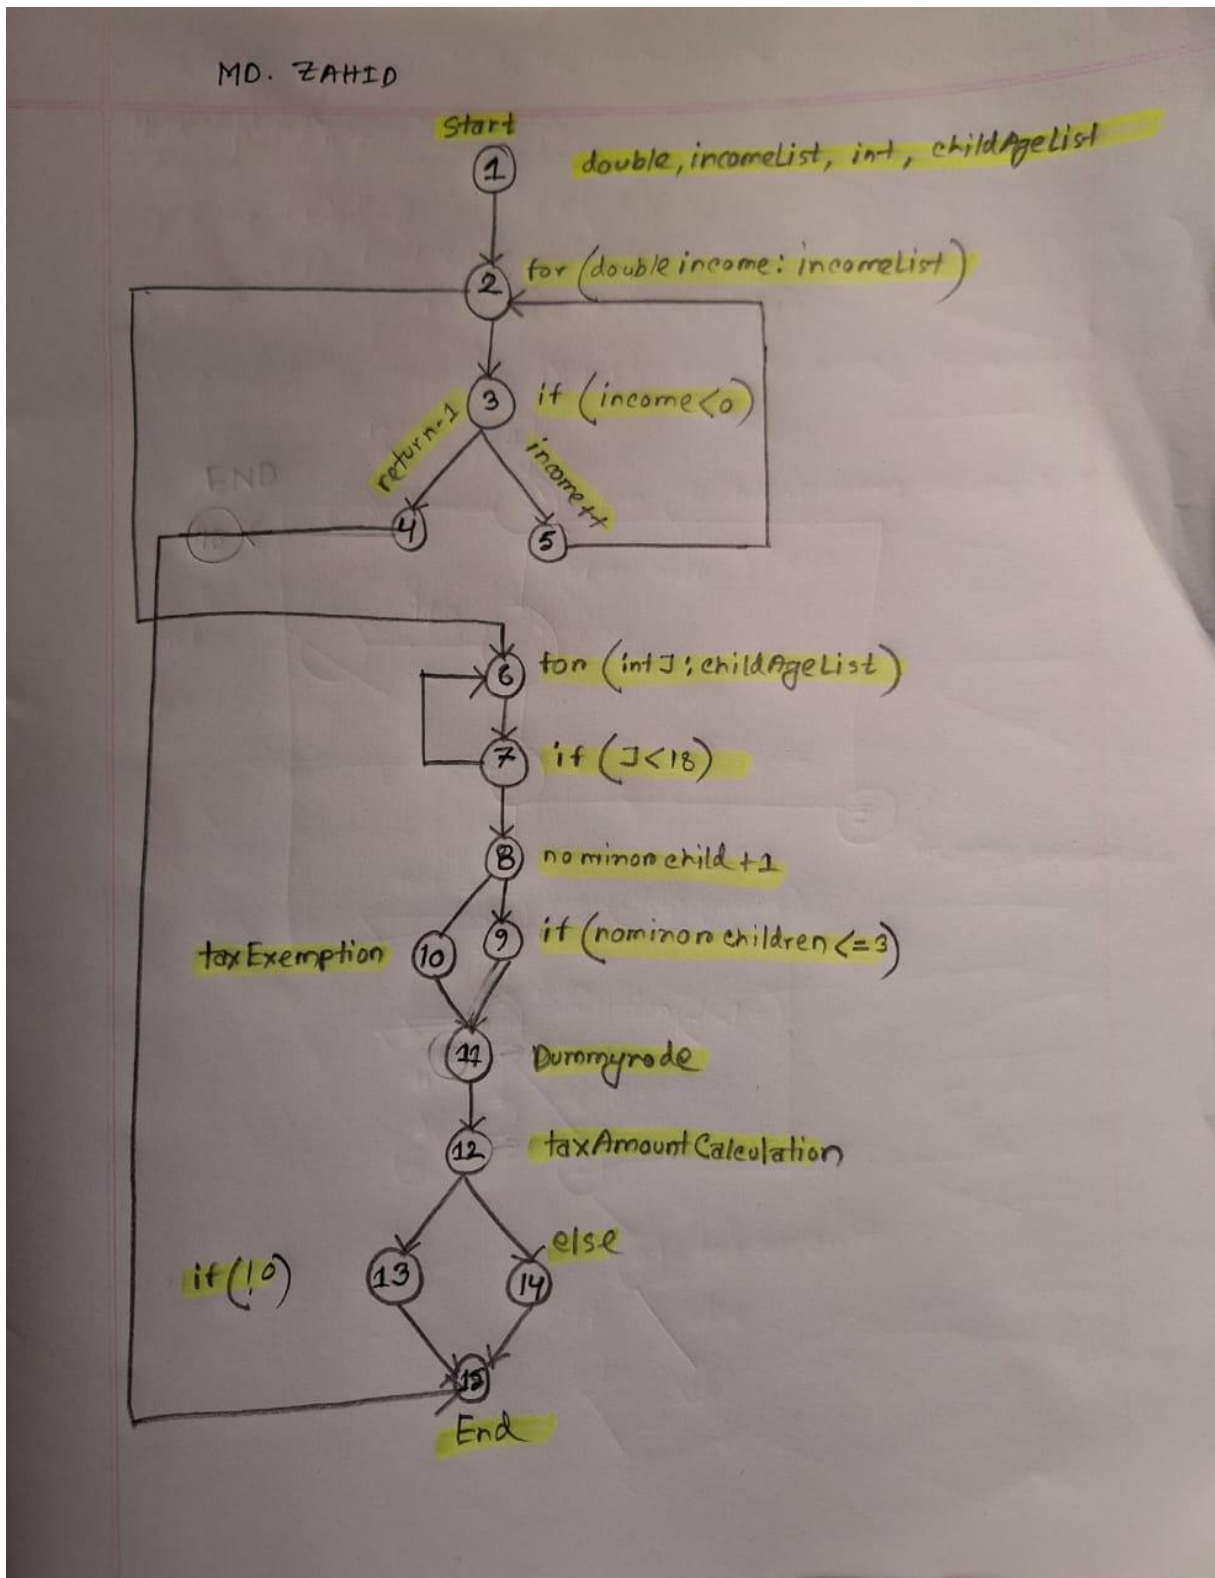 MD. ZAHID
Start
1
double, incomeList, int, childAgeList
2
for (double income: incomeList)
3
if (income<0)
return-1
income++
END
4
5
6
for (int J : childAgeList)
7
if (J<18)
8
nominor child +1
9
if (nominor children <=3)
taxExemption
10
11
Dummynode
12
taxAmount Calculation
else
if (!0)
13
14
15
End